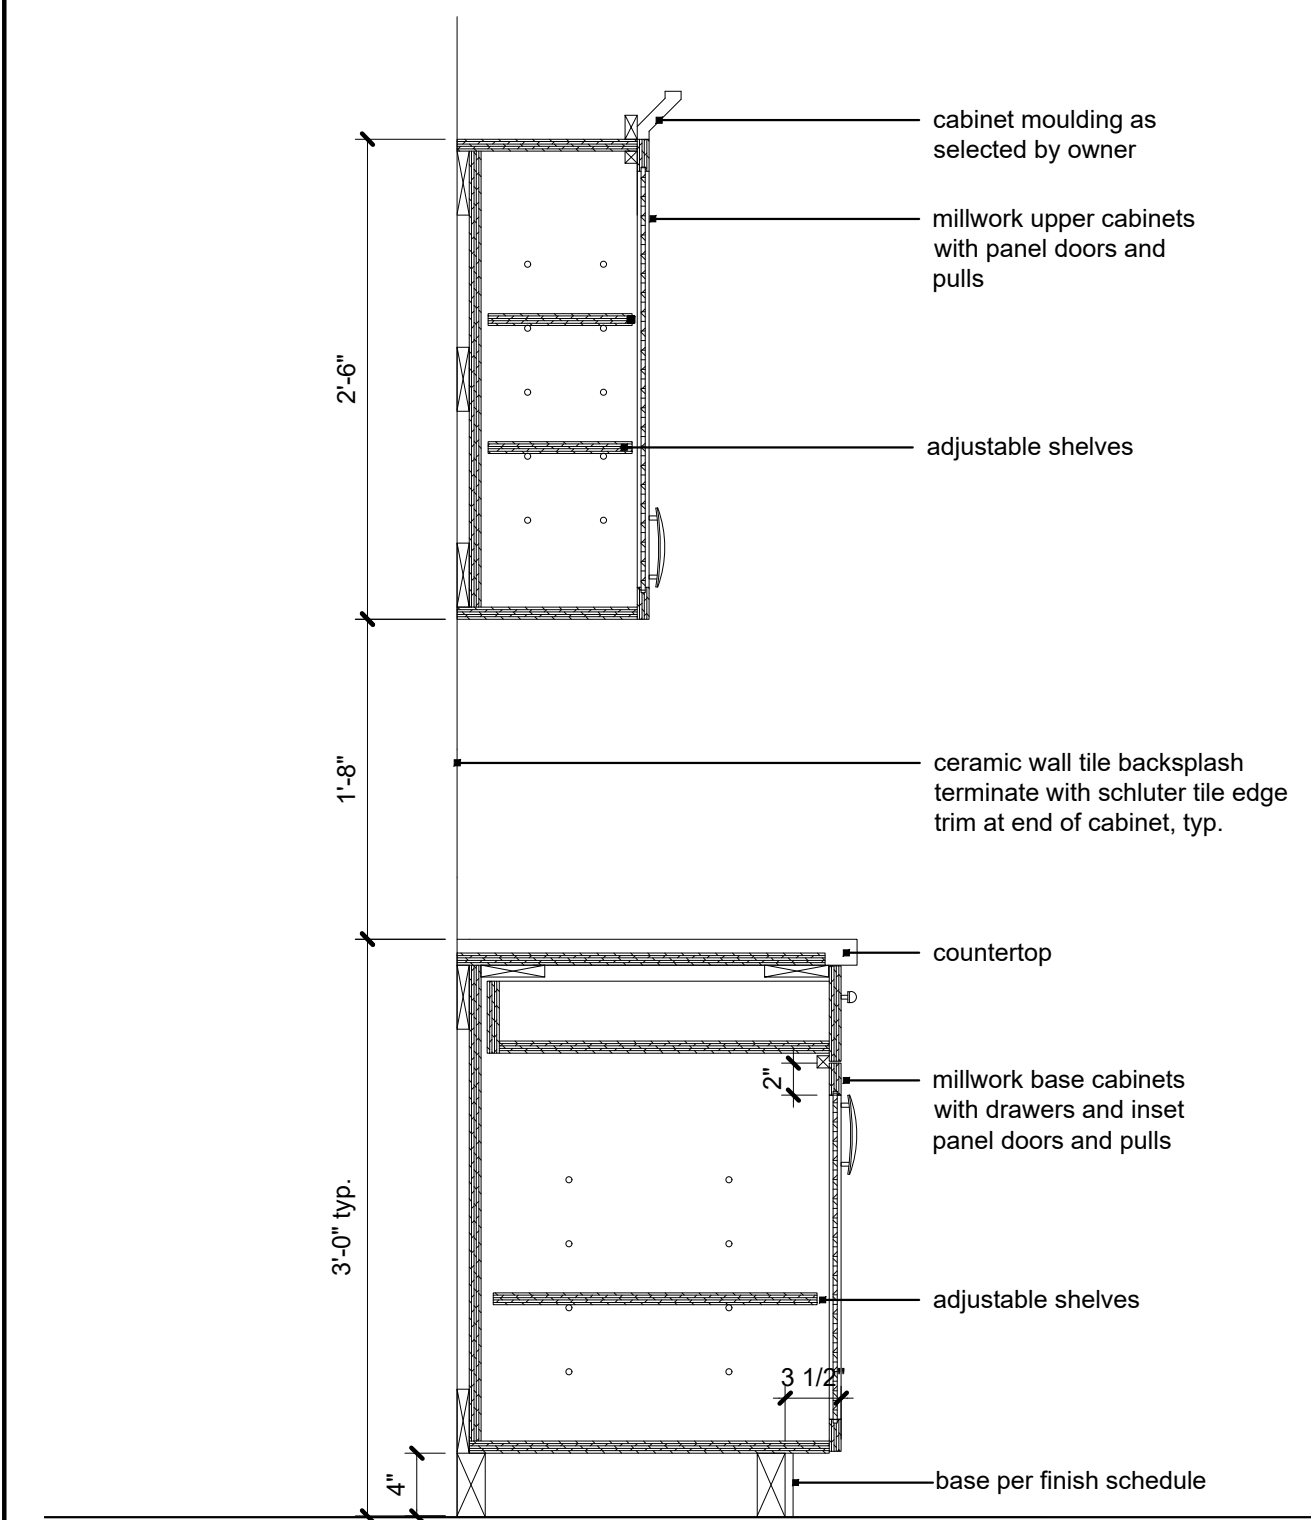 cabinet moulding as
selected by owner
millwork upper cabinets
with panel doors and
pulls
2'-6"
adjustable shelves
1'-8"
ceramic wall tile backsplash
terminate with schluter tile edge
trim at end of cabinet, typ.
countertop
2"
millwork base cabinets
with drawers and inset
panel doors and pulls
3'-0" typ.
adjustable shelves
3 1/2"
4"
base per finish schedule